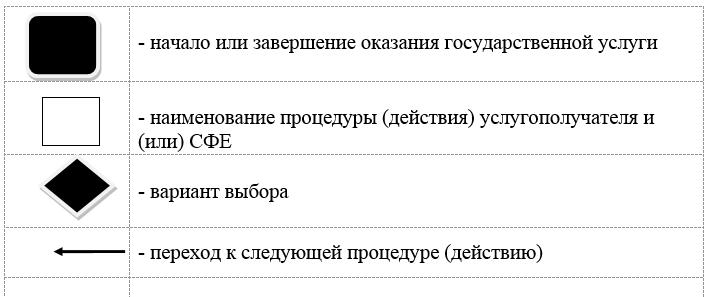 - начало или завершение оказания государственной услуги
- наименование процедуры (действия) услугополучателя и
(или) СФЕ
- вариант выбора
- переход к следующей процедуре (действию)